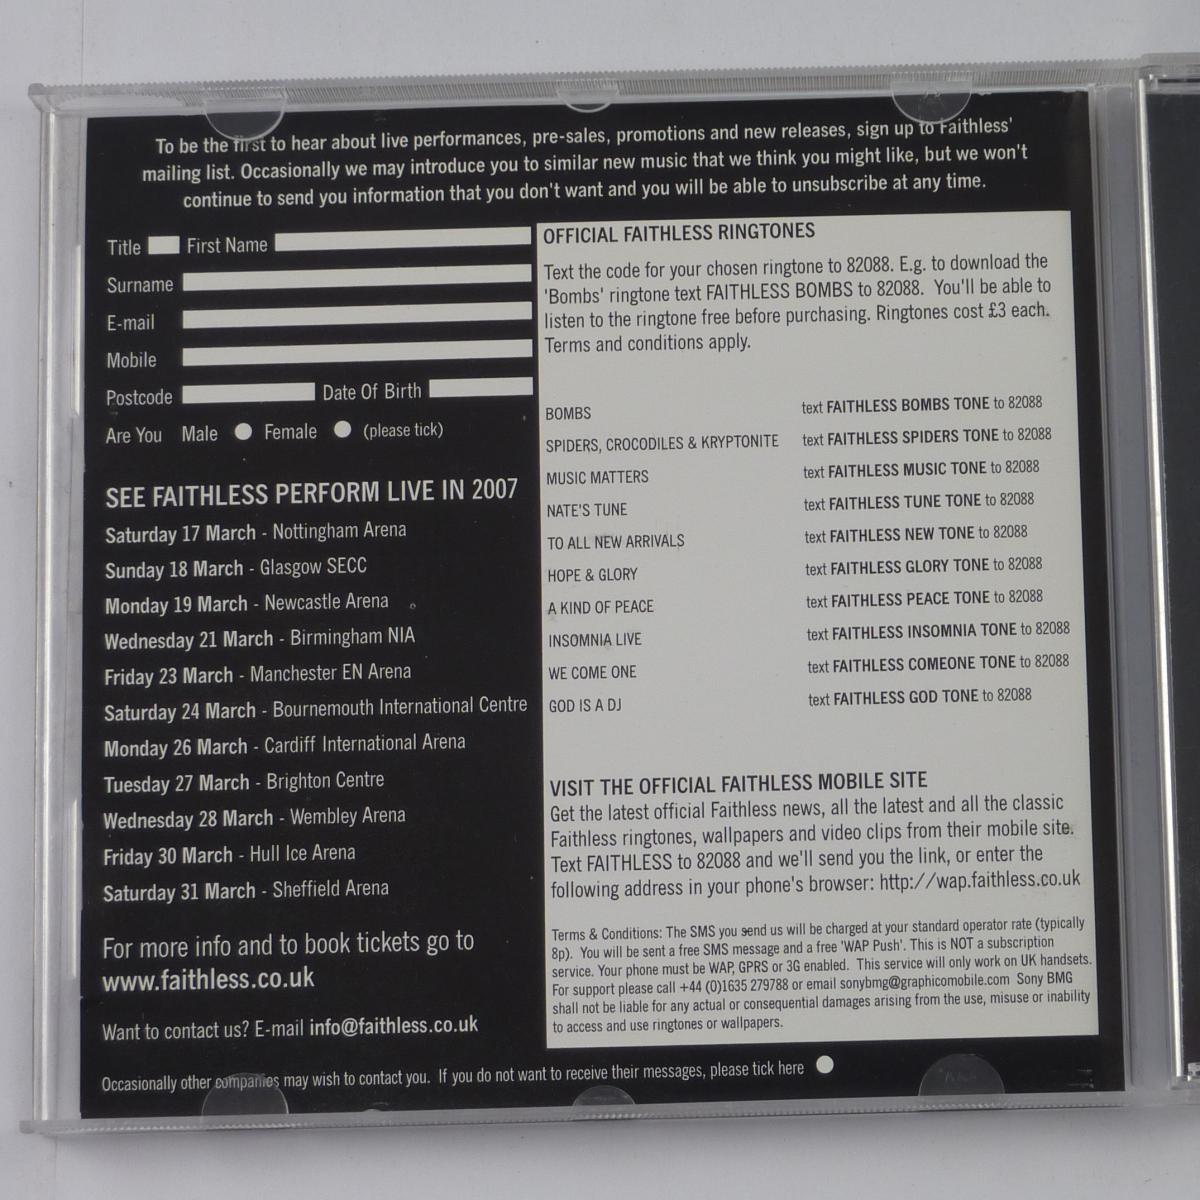 To be the first to hear about live performances, pre-sales, promotions and new releases, sign up to Faithless'
mailing list. Occasionally we may introduce you to similar new music that we think you might like, but we won't
continue to send you information that you don't want and you will be able to unsubscribe at any time.
Title First Name
Surname
E-mail
Mobile
Postcode Date Of Birth
Are You Male Female (please tick)
SEE FAITHLESS PERFORM LIVE IN 2007
Saturday 17 March - Nottingham Arena
Sunday 18 March - Glasgow SECC
Monday 19 March - Newcastle Arena
Wednesday 21 March - Birmingham NIA
Friday 23 March - Manchester EN Arena
Saturday 24 March - Bournemouth International Centre
Monday 26 March - Cardiff International Arena
Tuesday 27 March - Brighton Centre
Wednesday 28 March - Wembley Arena
Friday 30 March - Hull Ice Arena
Saturday 31 March - Sheffield Arena
For more info and to book tickets go to
www.faithless.co.uk
Want to contact us? E-mail info@faithless.co.uk
OFFICIAL FAITHLESS RINGTONES
Text the code for your chosen ringtone to 82088. E.g. to download the
'Bombs' ringtone text FAITHLESS BOMBS to 82088. You'll be able to
listen to the ringtone free before purchasing. Ringtones cost £3 each.
Terms and conditions apply.
BOMBS text FAITHLESS BOMBS TONE to 82088
SPIDERS, CROCODILES & KRYPTONITE text FAITHLESS SPIDERS TONE to 82088
MUSIC MATTERS text FAITHLESS MUSIC TONE to 82088
NATE'S TUNE text FAITHLESS TUNE TONE to 82088
TO ALL NEW ARRIVALS text FAITHLESS NEW TONE to 82088
HOPE & GLORY text FAITHLESS GLORY TONE to 82088
A KIND OF PEACE text FAITHLESS PEACE TONE to 82088
INSOMNIA LIVE text FAITHLESS INSOMNIA TONE to 82088
WE COME ONE text FAITHLESS COMEONE TONE to 82088
GOD IS A DJ text FAITHLESS GOD TONE to 82088
VISIT THE OFFICIAL FAITHLESS MOBILE SITE
Get the latest official Faithless news, all the latest and all the classic
Faithless ringtones, wallpapers and video clips from their mobile site.
Text FAITHLESS to 82088 and we'll send you the link, or enter the
following address in your phone's browser: http://wap.faithless.co.uk
Terms & Conditions: The SMS you send us will be charged at your standard operator rate (typically
8p). You will be sent a free SMS message and a free 'WAP Push'. This is NOT a subscription
service. Your phone must be WAP, GPRS or 3G enabled. This service will only work on UK handsets.
For support please call +44 (0)1635 279788 or email sonybmg@graphicomobile.com Sony BMG
shall not be liable for any actual or consequential damages arising from the use, misuse or inability
to access and use ringtones or wallpapers.
Occasionally other companies may wish to contact you. If you do not want to receive their messages, please tick here